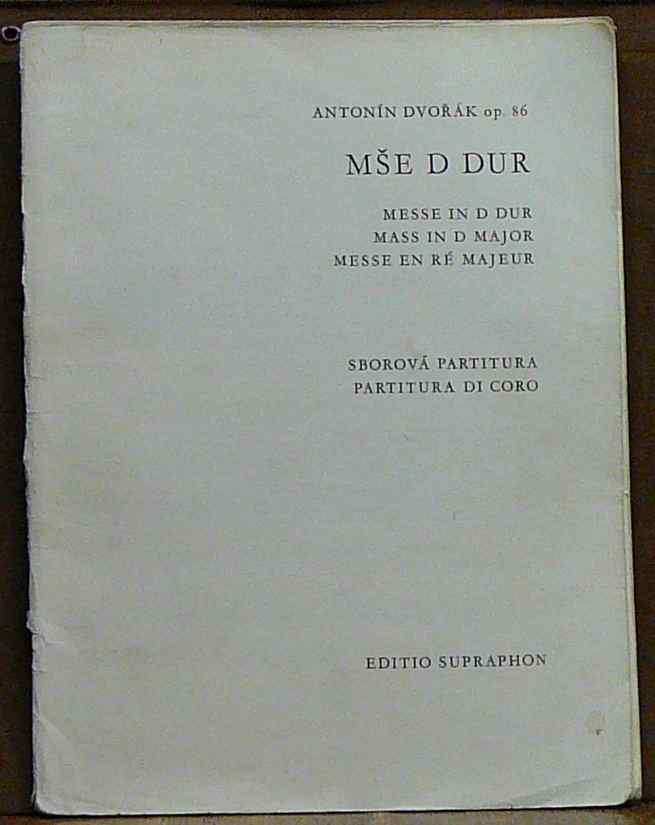 ANTONÍN DVOŘÁK op. 86
MŠE D DUR
MESSE IN D DUR
MASS IN D MAJOR
MESSE EN RÉ MAJEUR
SBOROVÁ PARTITURA
PARTITURA DI CORO
EDITIO SUPRAPHON